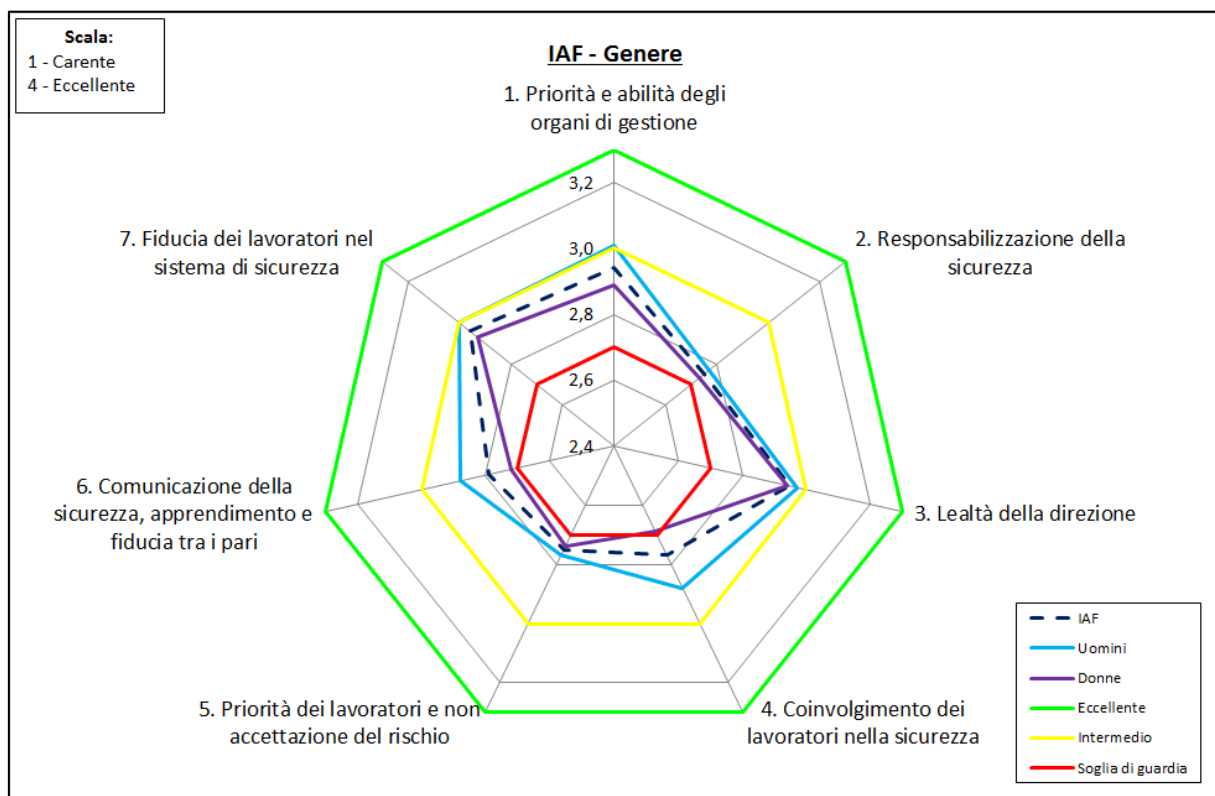 Scala:
1 - Carente
4 - Eccellente
IAF - Genere
1. Priorità e abilità degli
organi di gestione
3,2
3,0
2,8
2,6
2,4
2. Responsabilizzazione della
sicurezza
3. Lealtà della direzione
4. Coinvolgimento dei
lavoratori nella sicurezza
5. Priorità dei lavoratori e non
accettazione del rischio
6. Comunicazione della
sicurezza, apprendimento e
fiducia tra i pari
7. Fiducia dei lavoratori nel
sistema di sicurezza
IAF
Uomini
Donne
Eccellente
Intermedio
Soglia di guardia